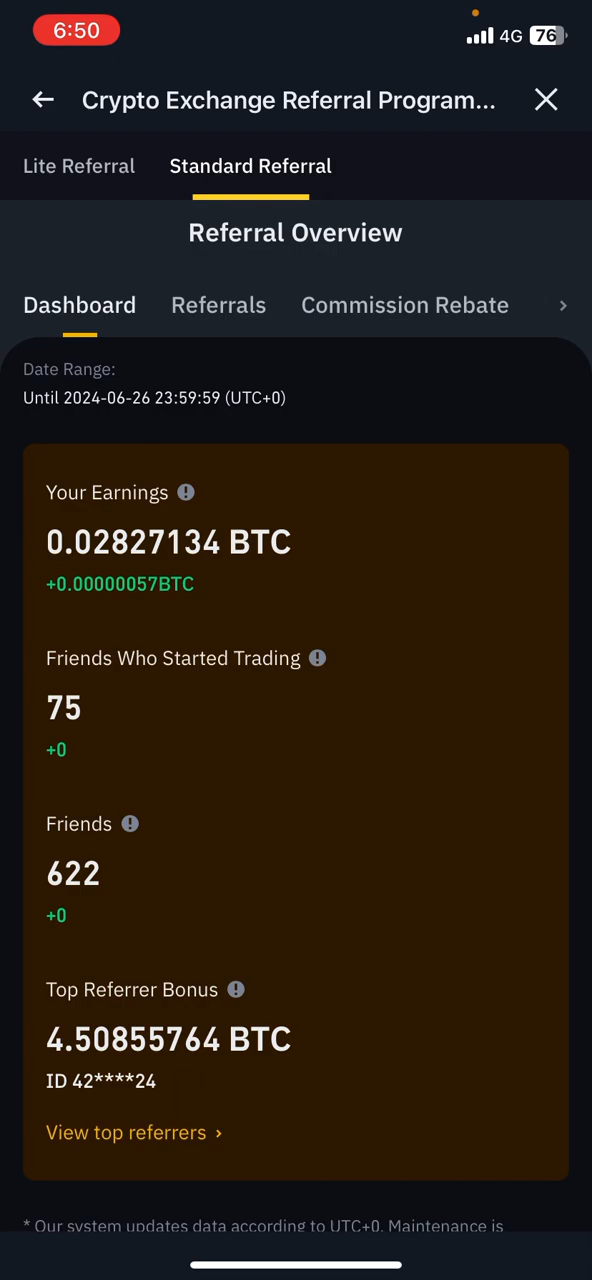 6:50
4G 76
Crypto Exchange Referral Program...
Lite Referral Standard Referral
Referral Overview
Dashboard Referrals Commission Rebate
Date Range:
Until 2024-06-26 23:59:59 (UTC+0)
Your Earnings
0.02827134 BTC
+0.00000057BTC
Friends Who Started Trading
75
+0
Friends
622
+0
Top Referrer Bonus
4.50855764 BTC
ID 42****24
View top referrers
* Our system updates data according to UTC+0. Maintenance is